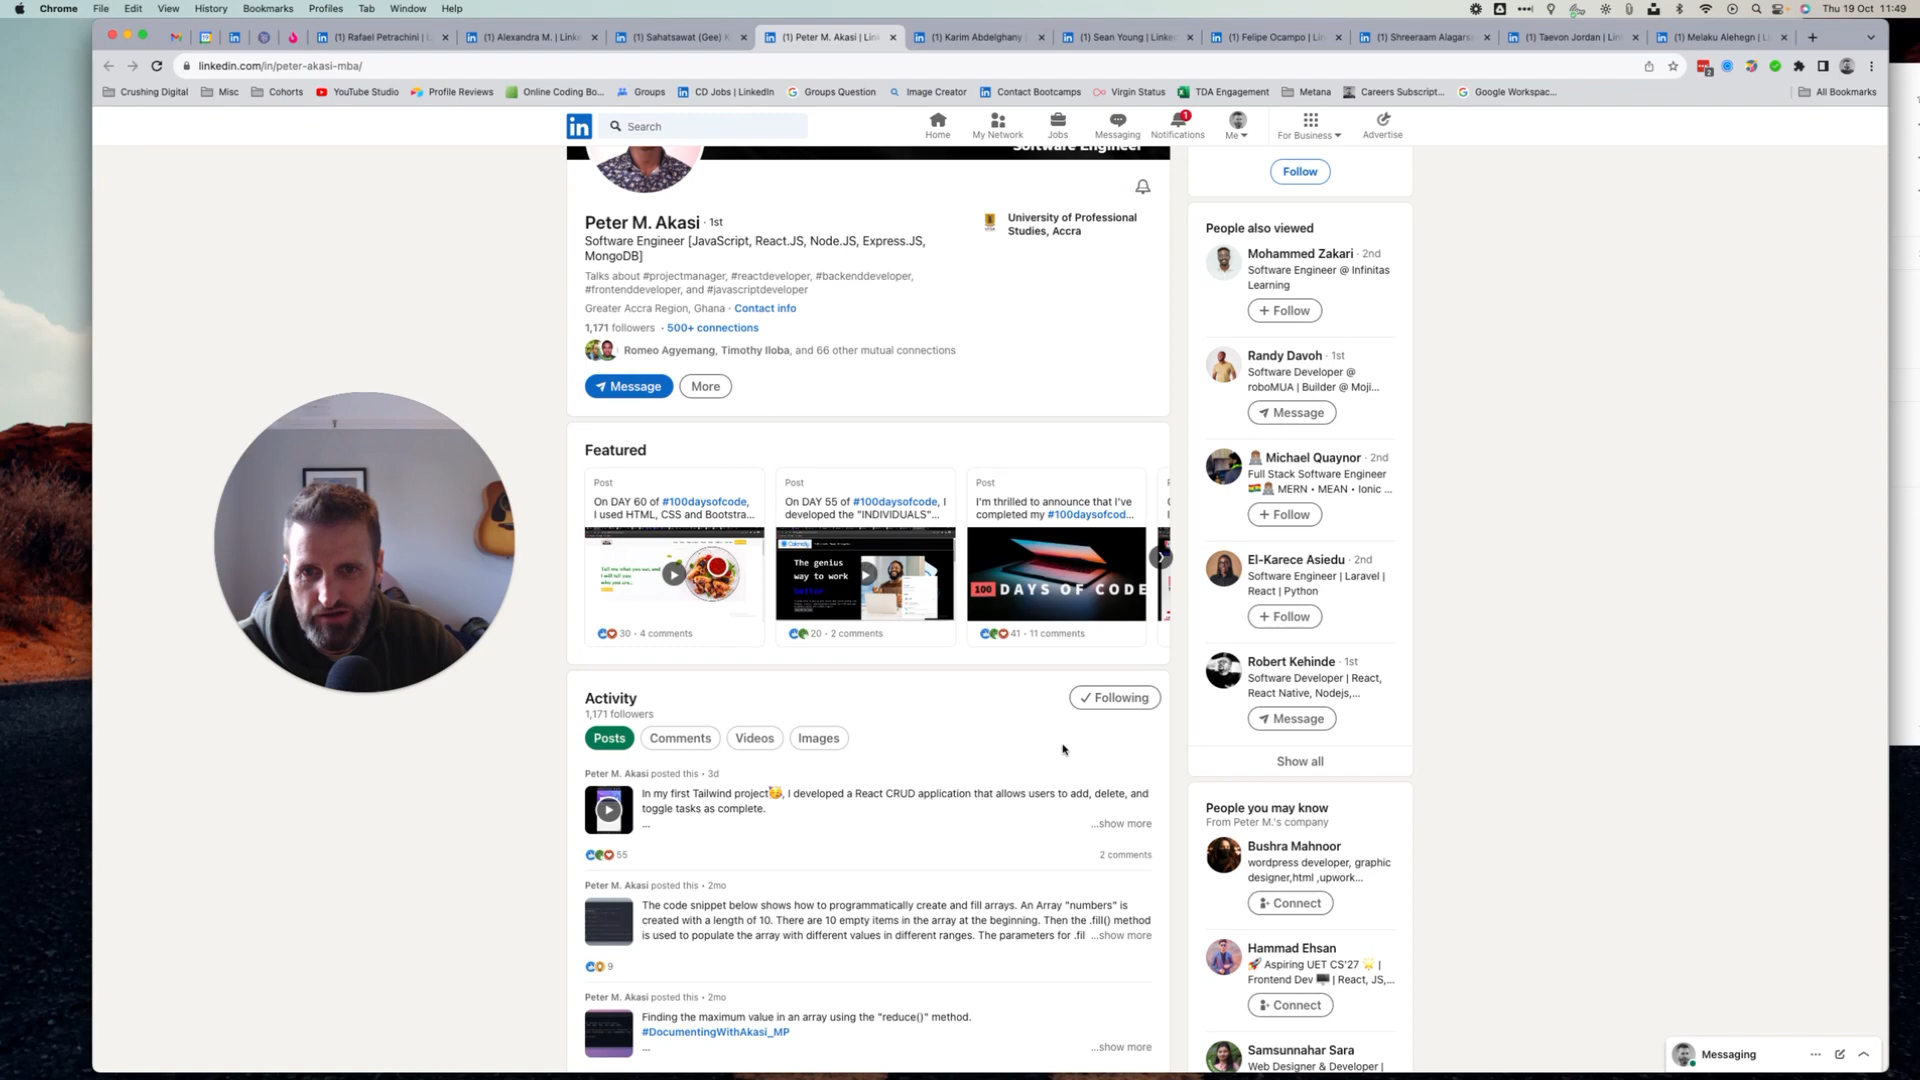 Chrome File Edit View History Bookmarks Profiles Tab Window Help Thu 19 Oct 11:49
(1) Rafael Petrachini | L (1) Alexandra M. | Linke (1) Sahatsawat (Gee) K (1) Peter M. Akasi | Link (1) Karim Abdelghany | (1) Sean Young | Linke (1) Felipe Ocampo | Lin (1) Shreeraam Alagars (1) Taevon Jordan | Lin (1) Melaku Alehegn | L
linkedin.com/in/peter-akasi-mba/
Crushing Digital Misc Cohorts YouTube Studio Profile Reviews Online Coding Bo... Groups CD Jobs | LinkedIn Groups Question Image Creator Contact Bootcamps Virgin Status TDA Engagement Metana Careers Subscript... Google Workspac... All Bookmarks
Search
Home My Network Jobs Messaging Notifications Me For Business Advertise
1
Software Engineer
Peter M. Akasi · 1st
Software Engineer [JavaScript, React.JS, Node.JS, Express.JS,
MongoDB]
Talks about #projectmanager, #reactdeveloper, #backenddeveloper,
#frontenddeveloper, and #javascriptdeveloper
Greater Accra Region, Ghana · Contact info
1,171 followers · 500+ connections
Romeo Agyemang, Timothy Iloba, and 66 other mutual connections
Message More
University of Professional
Studies, Accra
Featured
Post
On DAY 60 of #100daysofcode,
I used HTML, CSS and Bootstra...
30 · 4 comments
Post
On DAY 55 of #100daysofcode, I
developed the "INDIVIDUALS"...
Calendly
The genius
way to work
better
20 · 2 comments
Post
I'm thrilled to announce that I've
completed my #100daysofcod...
100 DAYS OF CODE
41 · 11 comments
Activity
1,171 followers
Following
Posts Comments Videos Images
Peter M. Akasi posted this · 3d
In my first Tailwind project🥳, I developed a React CRUD application that allows users to add, delete, and
toggle tasks as complete.
... ...show more
55 2 comments
Peter M. Akasi posted this · 2mo
The code snippet below shows how to programmatically create and fill arrays. An Array "numbers" is
created with a length of 10. There are 10 empty items in the array at the beginning. Then the .fill() method
is used to populate the array with different values in different ranges. The parameters for .fil ...show more
9
Peter M. Akasi posted this · 2mo
Finding the maximum value in an array using the "reduce()" method.
#DocumentingWithAkasi_MP
... ...show more
Follow
People also viewed
Mohammed Zakari · 2nd
Software Engineer @ Infinitas
Learning
+ Follow
Randy Davoh · 1st
Software Developer @
roboMUA | Builder @ Moji...
Message
Michael Quaynor · 2nd
Full Stack Software Engineer
MERN • MEAN • Ionic ...
+ Follow
El-Karece Asiedu · 2nd
Software Engineer | Laravel |
React | Python
+ Follow
Robert Kehinde · 1st
Software Developer | React,
React Native, Nodejs,...
Message
Show all
People you may know
From Peter M.'s company
Bushra Mahnoor
wordpress developer, graphic
designer,html ,upwork...
Connect
Hammad Ehsan
🚀 Aspiring UET CS'27 🌟 |
Frontend Dev 🖥️ | React, JS,...
Connect
Samsunnahar Sara
Web Designer & Developer |
Messaging